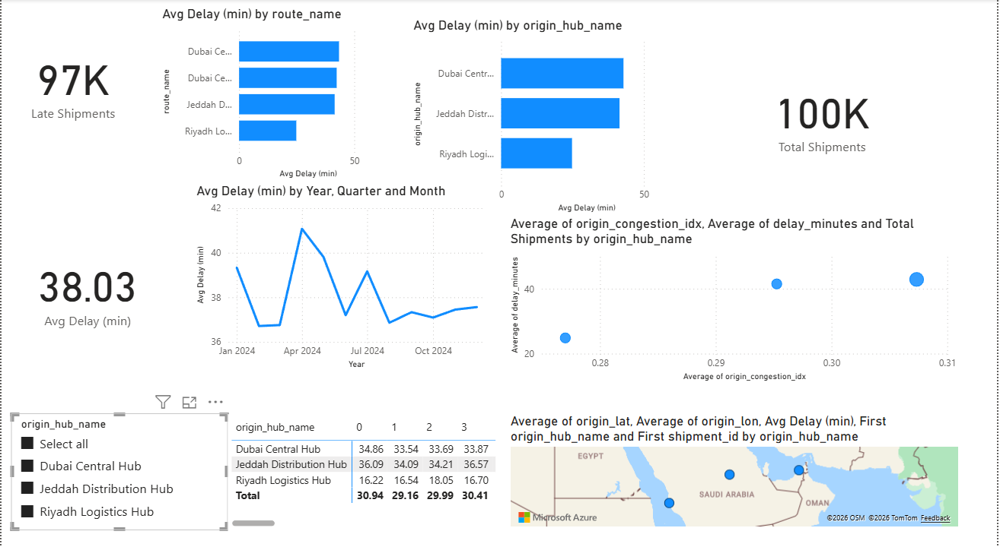 Avg Delay (min) by route_name
97K
Late Shipments
route_name
Dubai Ce...
Dubai Ce...
Jeddah D...
Riyadh Lo...
0 50
Avg Delay (min)
Avg Delay (min) by origin_hub_name
origin_hub_name
Dubai Centr...
Jeddah Distr...
Riyadh Logi...
0 50
Avg Delay (min)
100K
Total Shipments
38.03
Avg Delay (min)
Avg Delay (min) by Year, Quarter and Month
Avg Delay (min)
42
40
38
36
Jan 2024 Apr 2024 Jul 2024 Oct 2024
Year
Average of origin_congestion_idx, Average of delay_minutes and Total
Shipments by origin_hub_name
Average of delay_minutes
40
20
0.28 0.29 0.30 0.31
Average of origin_congestion_idx
origin_hub_name
Select all
Dubai Central Hub
Jeddah Distribution Hub
Riyadh Logistics Hub
origin_hub_name 0 1 2 3
Dubai Central Hub 34.86 33.54 33.69 33.87
Jeddah Distribution Hub 36.09 34.09 34.21 36.57
Riyadh Logistics Hub 16.22 16.54 18.05 16.70
Total 30.94 29.16 29.99 30.41
Average of origin_lat, Average of origin_lon, Avg Delay (min), First
origin_hub_name and First shipment_id by origin_hub_name
EGYPT
SAUDI ARABIA
OMAN
Microsoft Azure
©2026 OSM ©2026 TomTom Feedback